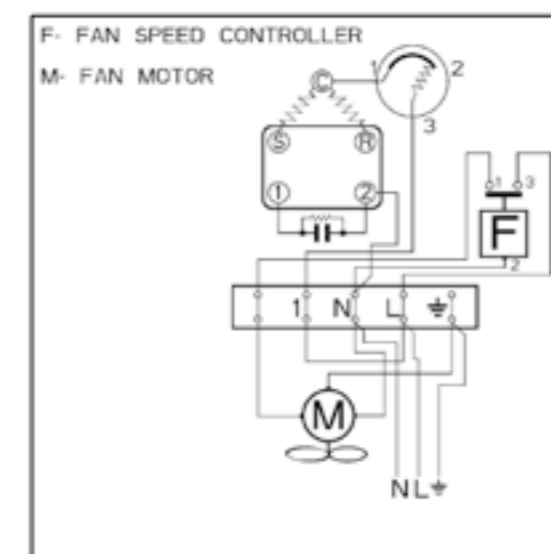 F- FAN SPEED CONTROLLER
M- FAN MOTOR
C
1
2
3
S
R
1
2
1
3
F
2
1
N
L
M
N
L